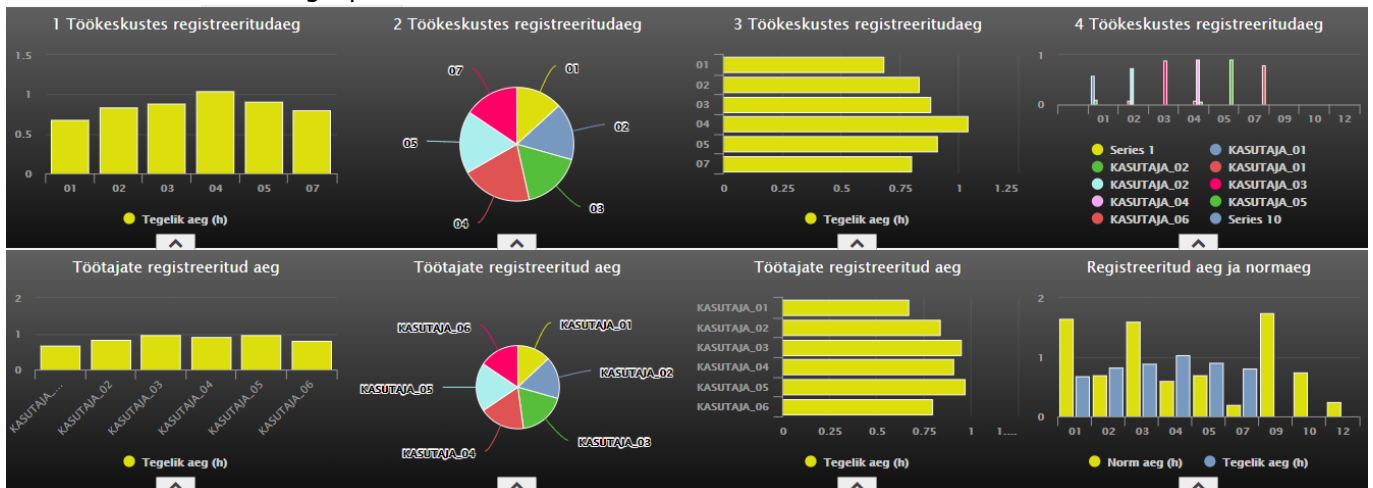 1 Töökeskustes registreeritudaeg
1.5
1
0.5
0
01 02 03 04 05 07
Tegelik aeg (h)
2 Töökeskustes registreeritudaeg
07 01
02
05
03
04
3 Töökeskustes registreeritudaeg
01
02
03
04
05
07
0 0.25 0.5 0.75 1 1.25
Tegelik aeg (h)
4 Töökeskustes registreeritudaeg
1
0
01 02 03 04 05 07 09 10 12
Series 1 KASUTAJA_01
KASUTAJA_02 KASUTAJA_01
KASUTAJA_02 KASUTAJA_03
KASUTAJA_04 KASUTAJA_05
KASUTAJA_06 Series 10
Töötajate registreeritud aeg
2
1
0
KASUTAJA_... KASUTAJA_02 KASUTAJA_03 KASUTAJA_04 KASUTAJA_05 KASUTAJA_06
Tegelik aeg (h)
Töötajate registreeritud aeg
KASUTAJA_06 KASUTAJA_01
KASUTAJA_02
KASUTAJA_05
KASUTAJA_03
KASUTAJA_04
Töötajate registreeritud aeg
KASUTAJA_01
KASUTAJA_02
KASUTAJA_03
KASUTAJA_04
KASUTAJA_05
KASUTAJA_06
0 0.25 0.5 0.75 1 1....
Tegelik aeg (h)
Registreeritud aeg ja normaeg
2
1
0
01 02 03 04 05 07 09 10 12
Norm aeg (h) Tegelik aeg (h)